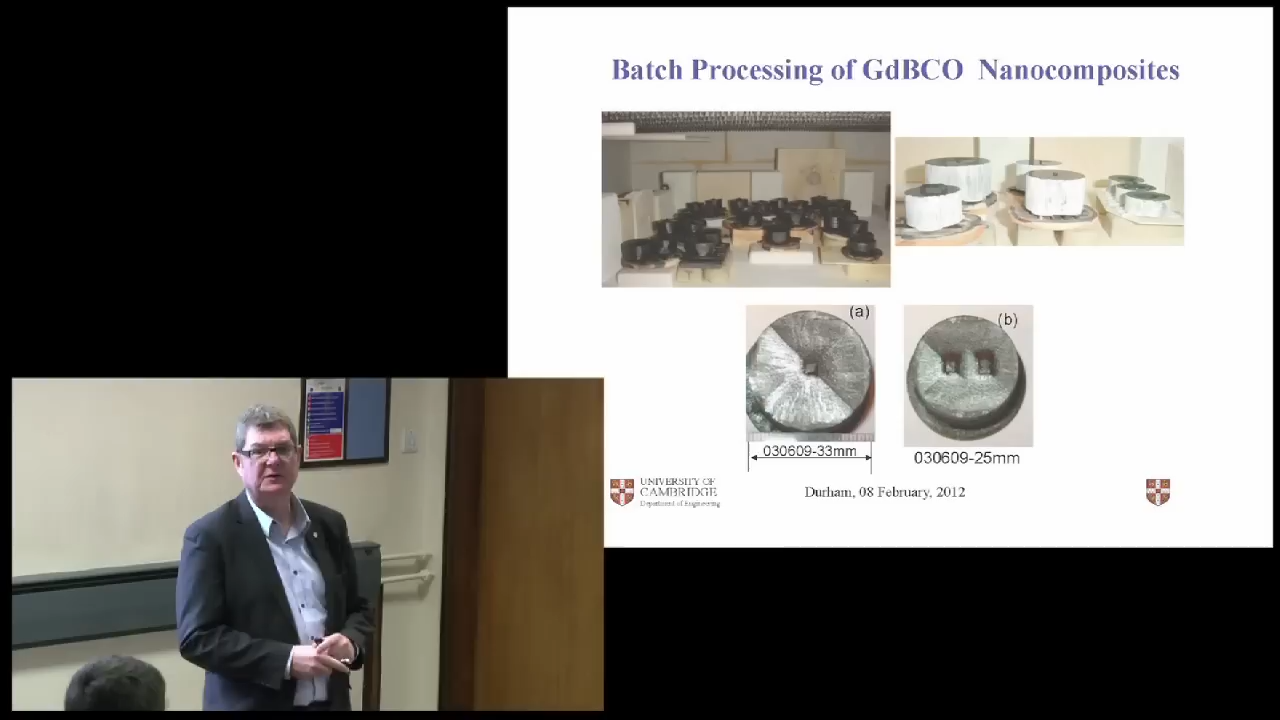 Batch Processing of GdBCO Nanocomposites
(a)
(b)
030609-33mm
030609-25mm
UNIVERSITY OF
CAMBRIDGE
Department of Engineering
Durham, 08 February, 2012